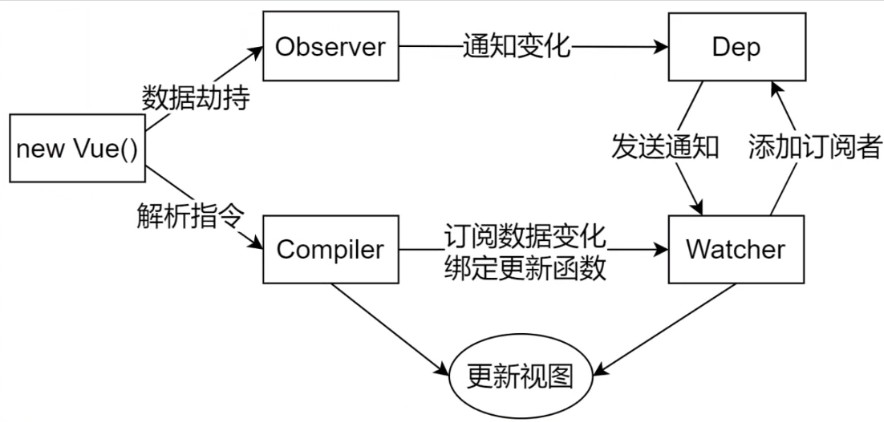 Observer
通知变化
Dep
数据劫持
new Vue()
发送通知
添加订阅者
解析指令
Compiler
订阅数据变化
绑定更新函数
Watcher
更新视图